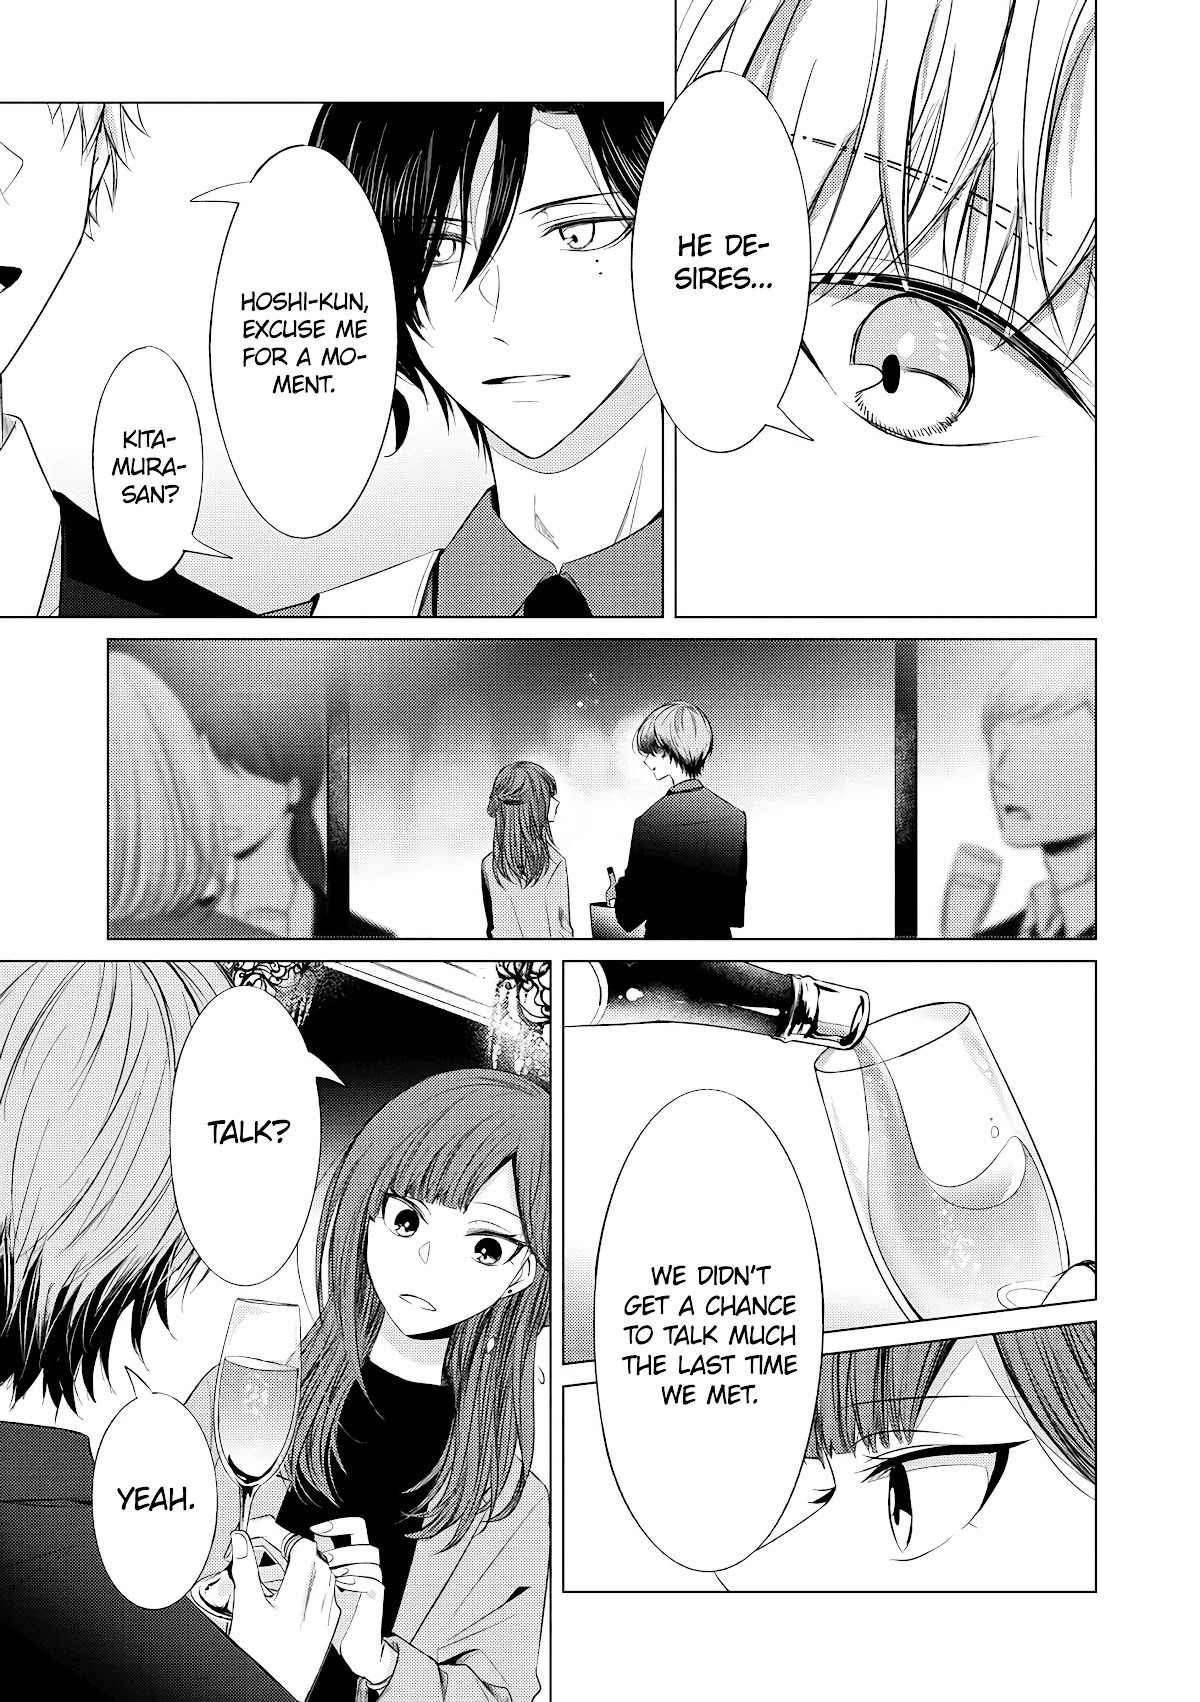 HE DE-
SIRES...
HOSHI-KUN,
EXCUSE ME
FOR A MO-
MENT.
KITA-
MURA-
SAN?
WE DIDN'T
GET A CHANCE
TO TALK MUCH
THE LAST TIME
WE MET.
TALK?
YEAH.